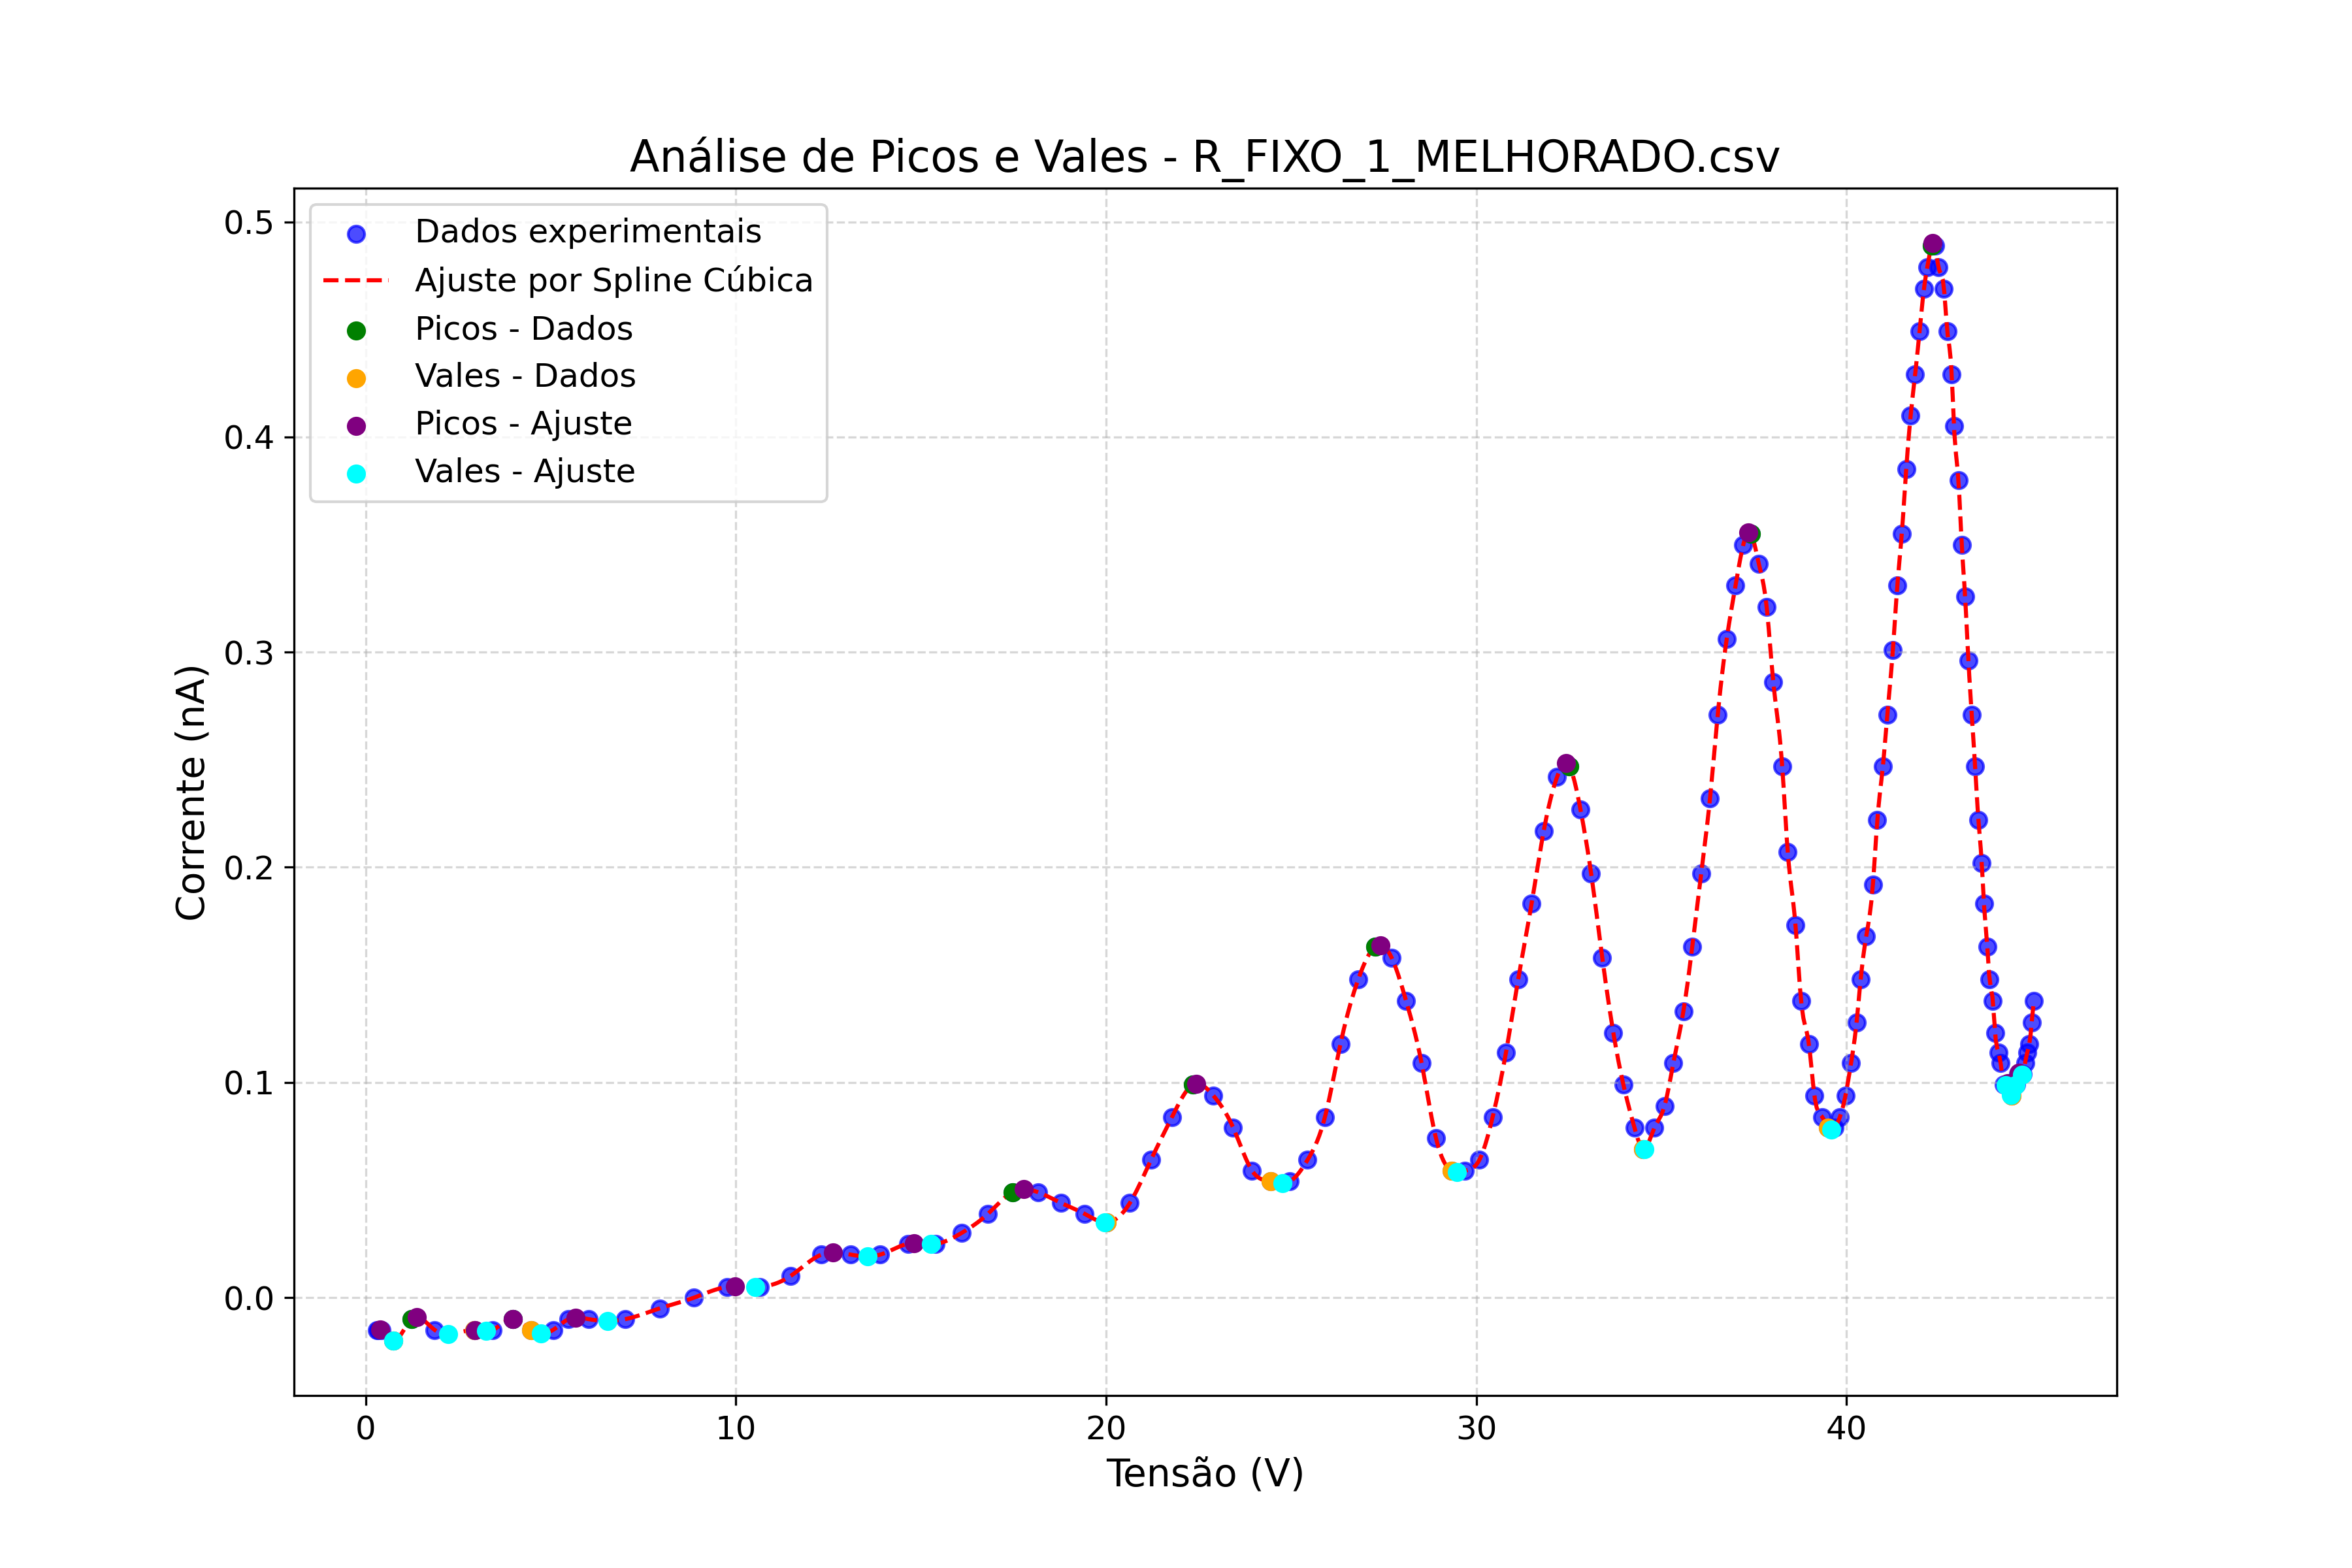 Análise de Picos e Vales - R_FIXO_1_MELHORADO.csv
Dados experimentais
Ajuste por Spline Cúbica
Picos - Dados
Vales - Dados
Picos - Ajuste
Vales - Ajuste
0.5
0.4
0.3
0.2
0.1
0.0
Corrente (nA)
0 10 20 30 40
Tensão (V)